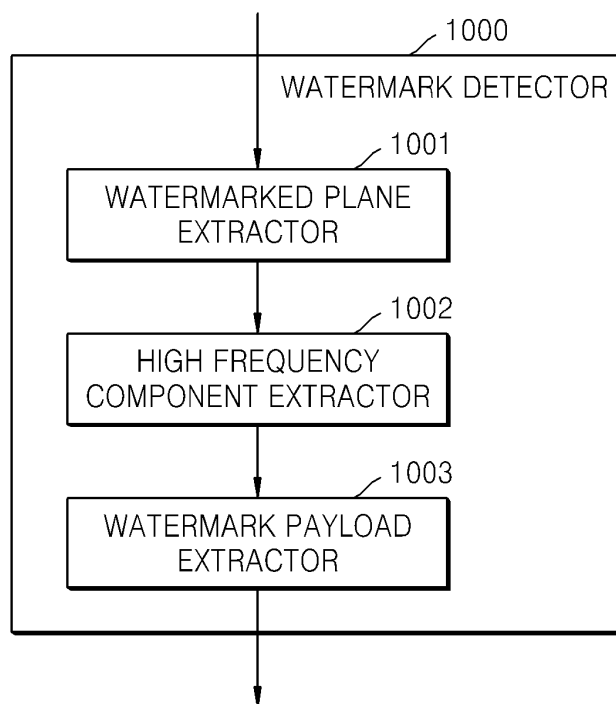 1000
WATERMARK DETECTOR
1001
WATERMARKED PLANE
EXTRACTOR
1002
HIGH FREQUENCY
COMPONENT EXTRACTOR
1003
WATERMARK PAYLOAD
EXTRACTOR